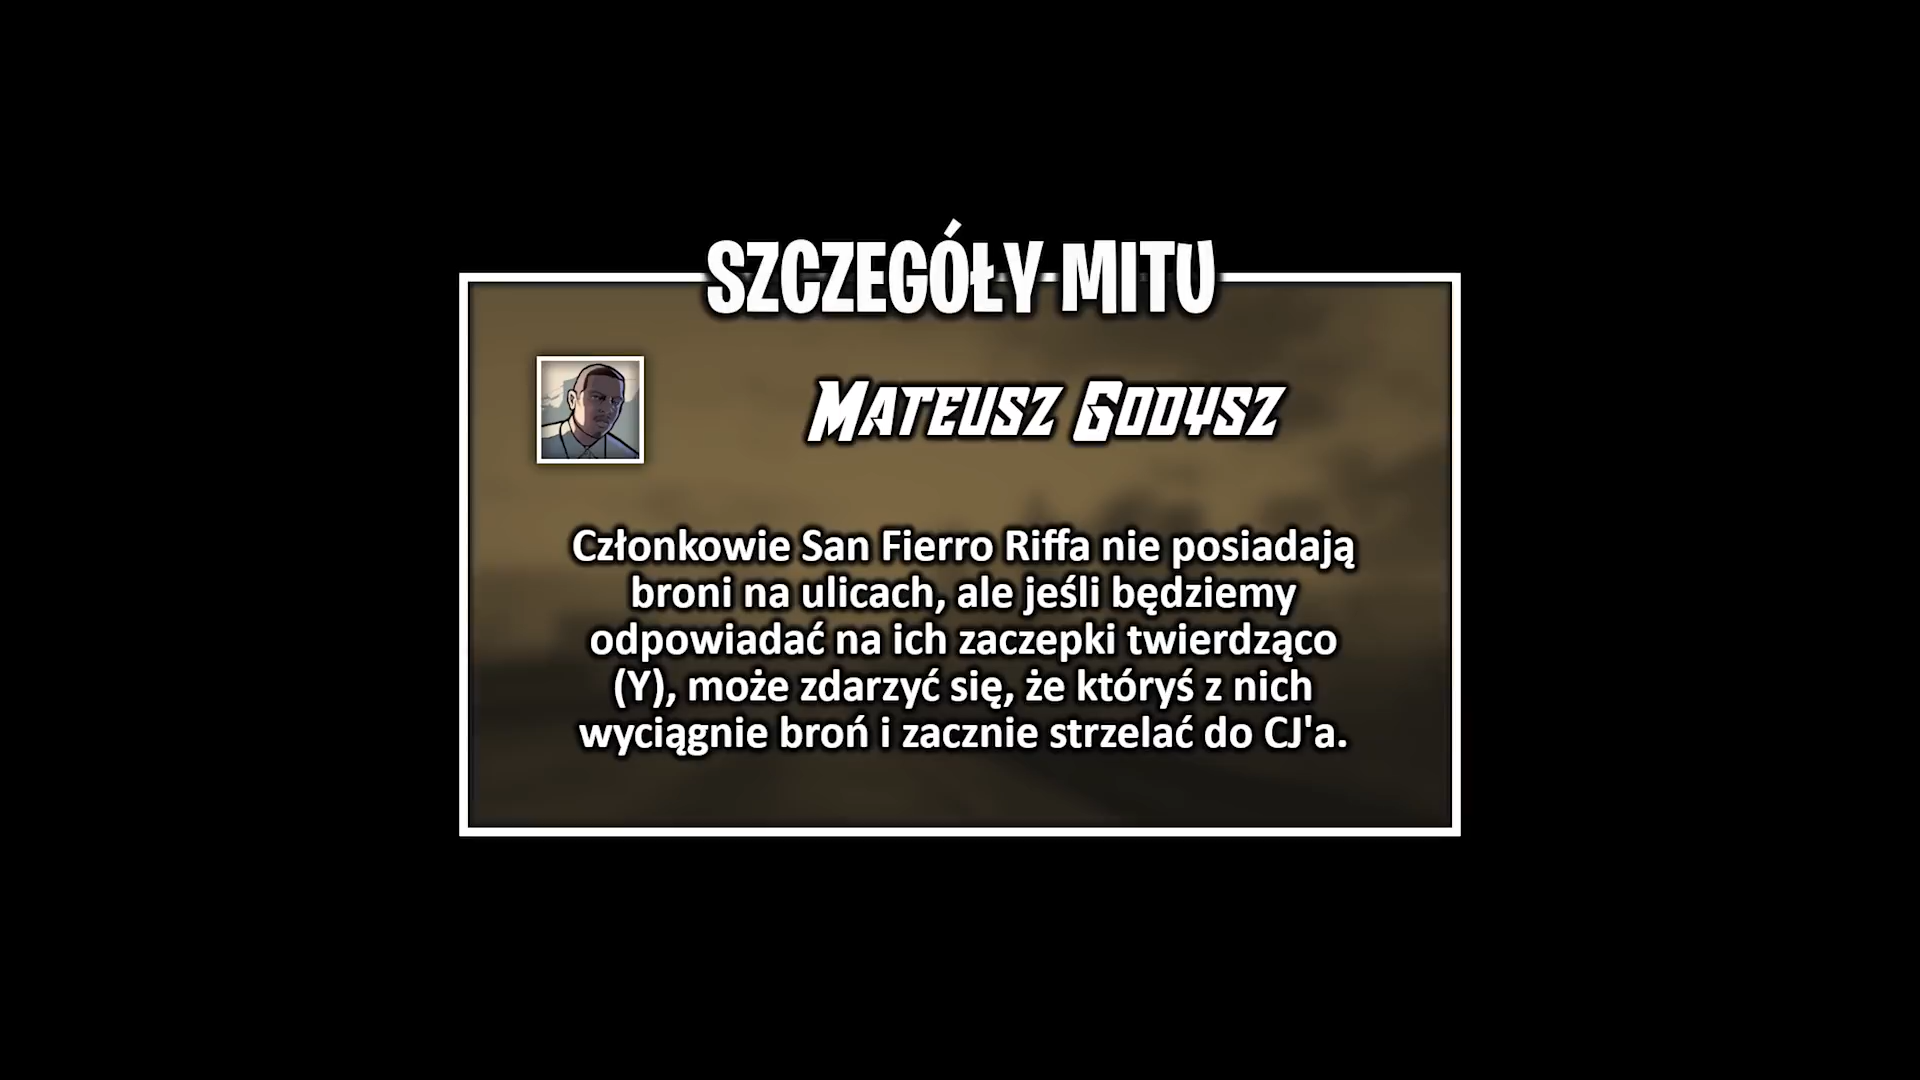 SZCZEGÓŁY MITU
MATEUSZ GODYSZ
Członkowie San Fierro Riffa nie posiadają
broni na ulicach, ale jeśli będziemy
odpowiadać na ich zaczepki twierdząco
(Y), może zdarzyć się, że któryś z nich
wyciągnie broń i zacznie strzelać do CJ'a.